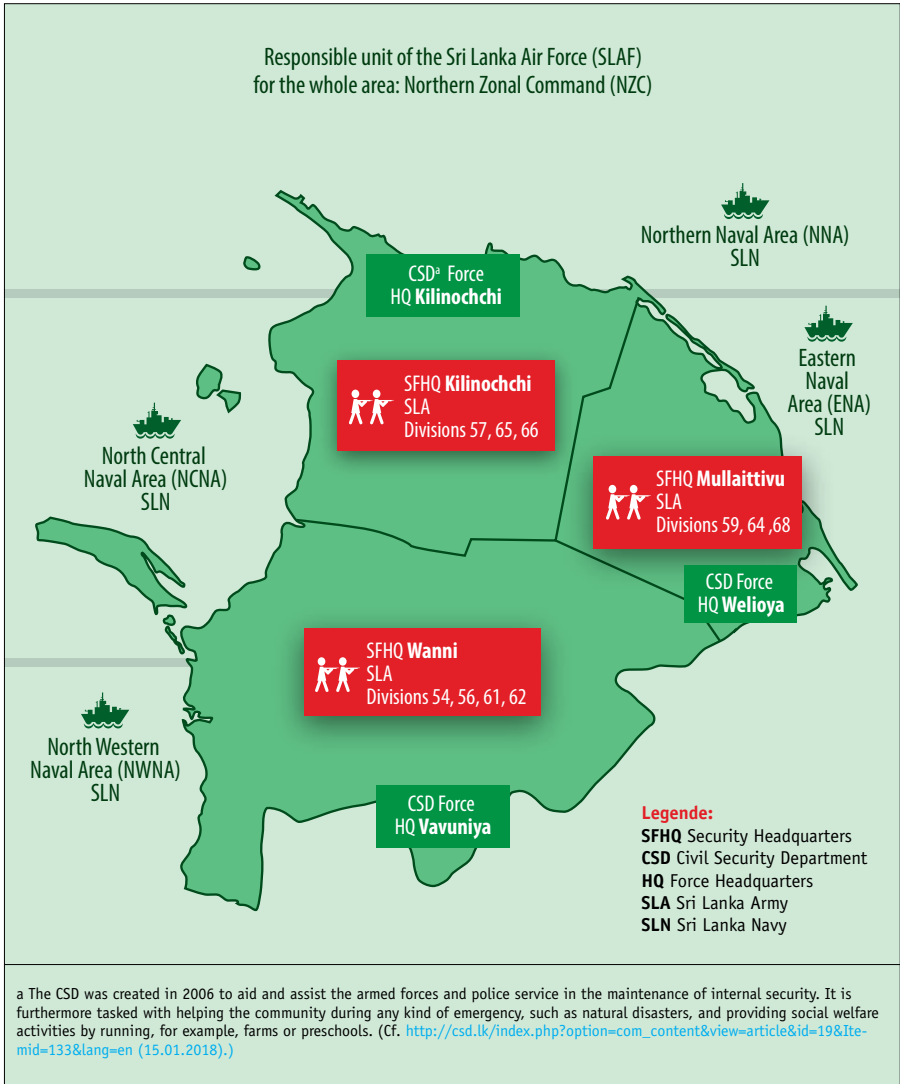 Responsible unit of the Sri Lanka Air Force (SLAF)
for the whole area: Northern Zonal Command (NZC)
Northern Naval Area (NNA)
SLN
CSDᵃ Force
HQ Kilinochchi
Eastern
Naval
Area (ENA)
SLN
SFHQ Kilinochchi
SLA
Divisions 57, 65, 66
North Central
Naval Area (NCNA)
SLN
SFHQ Mullaittivu
SLA
Divisions 59, 64 ,68
CSD Force
HQ Welioya
SFHQ Wanni
SLA
Divisions 54, 56, 61, 62
North Western
Naval Area (NWNA)
SLN
CSD Force
HQ Vavuniya
Legende:
SFHQ Security Headquarters
CSD Civil Security Department
HQ Force Headquarters
SLA Sri Lanka Army
SLN Sri Lanka Navy
a The CSD was created in 2006 to aid and assist the armed forces and police service in the maintenance of internal security. It is
furthermore tasked with helping the community during any kind of emergency, such as natural disasters, and providing social welfare
activities by running, for example, farms or preschools. (Cf. http://csd.lk/index.php?option=com_content&view=article&id=19&Ite-
mid=133&lang=en (15.01.2018).)